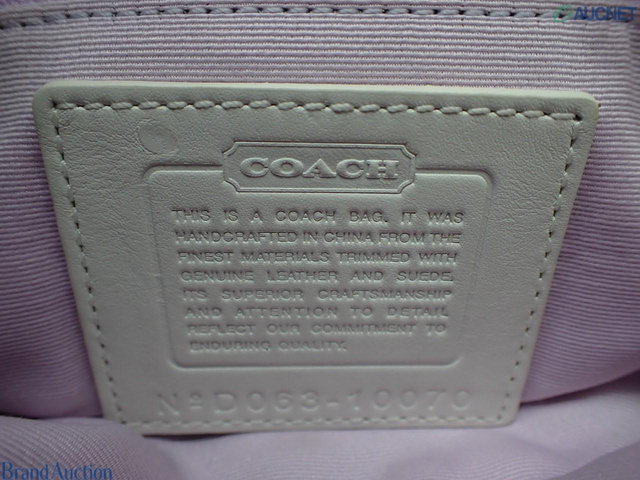 AUCNET
COACH
THIS IS A COACH BAG. IT WAS
HANDCRAFTED IN CHINA FROM THE
FINEST MATERIALS TRIMMED WITH
GENUINE LEATHER AND SUEDE.
ITS SUPERIOR CRAFTSMANSHIP
AND ATTENTION TO DETAIL
REFLECT OUR COMMITMENT TO
ENDURING QUALITY.
Nº D063-10070
Brand Auction